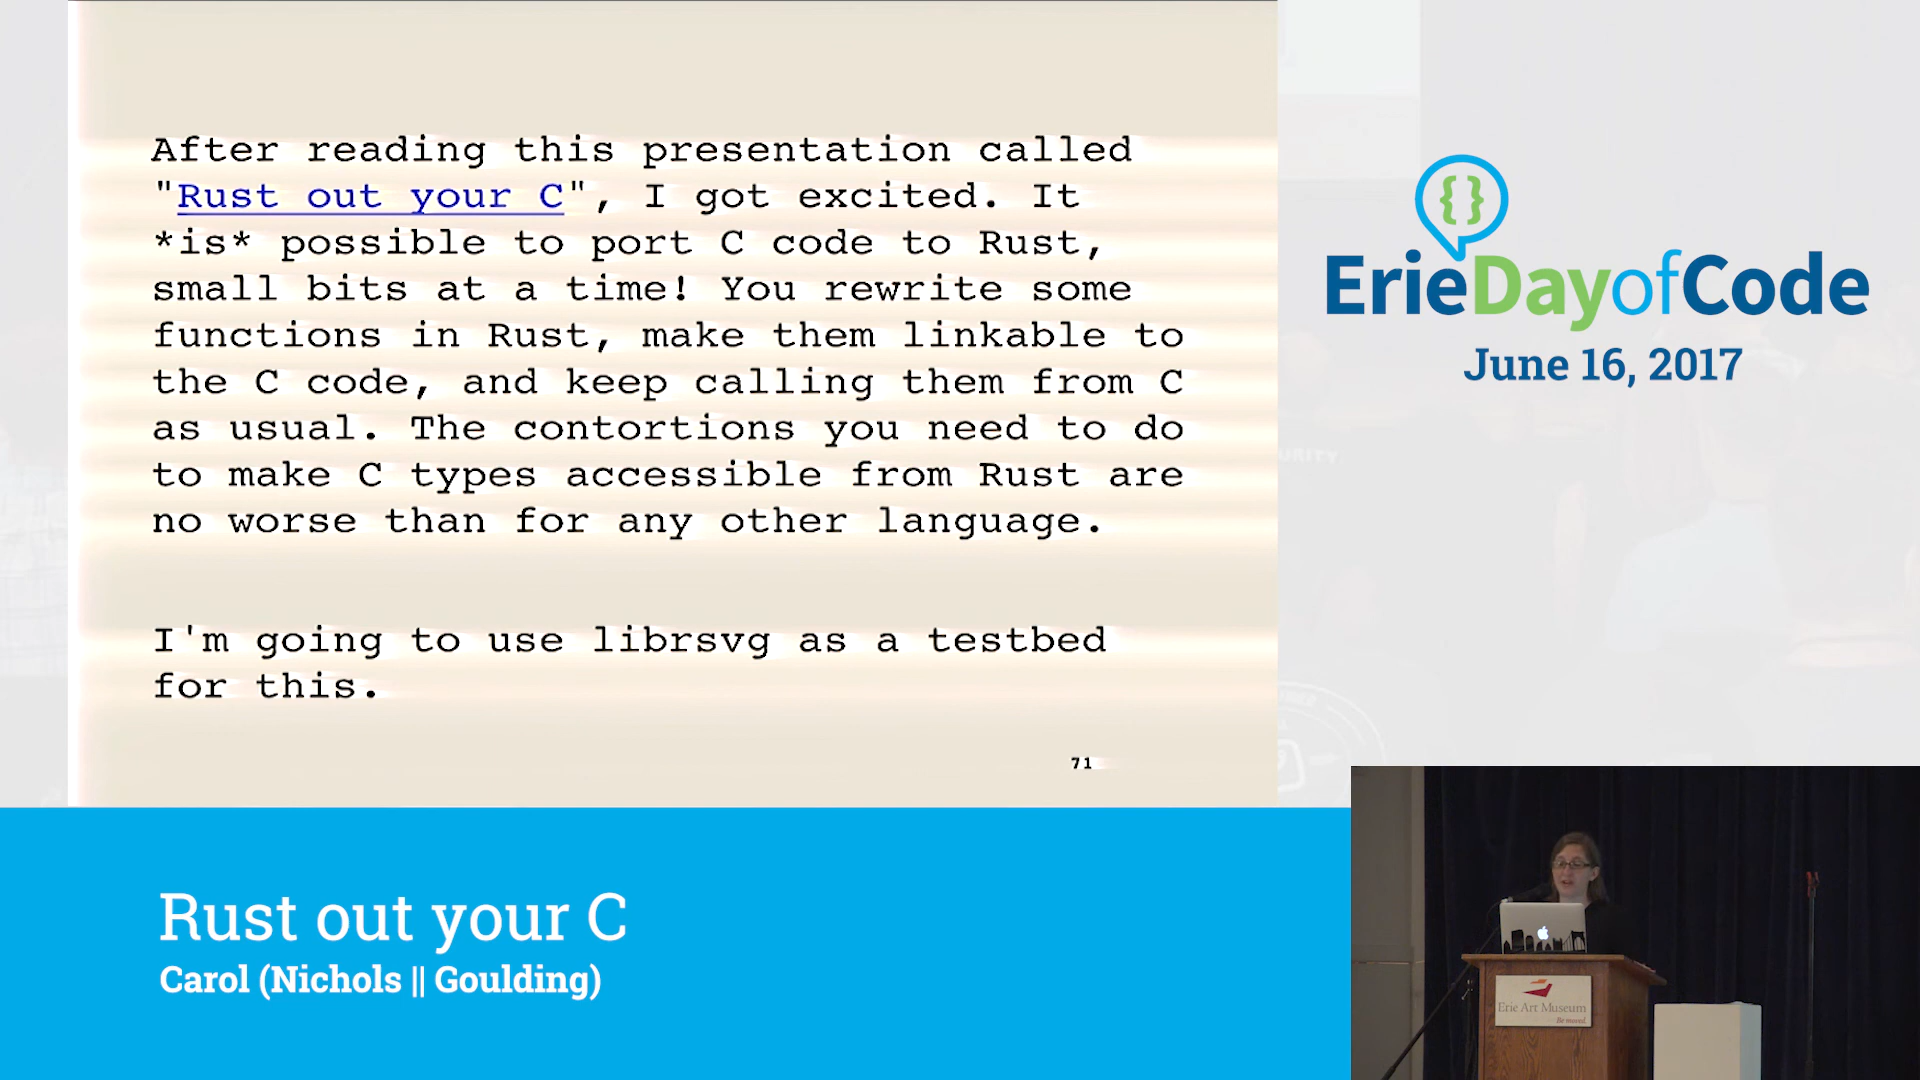 After reading this presentation called
"Rust out your C", I got excited. It
*is* possible to port C code to Rust,
small bits at a time! You rewrite some
functions in Rust, make them linkable to
the C code, and keep calling them from C
as usual. The contortions you need to do
to make C types accessible from Rust are
no worse than for any other language.
I'm going to use librsvg as a testbed
for this.
71
{}
ErieDayofCode
June 16, 2017
Rust out your C
Carol (Nichols || Goulding)
Erie Art Museum
Be moved.